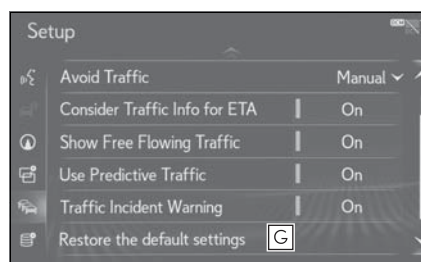 Setup
Avoid Traffic Manual
Consider Traffic Info for ETA On
Show Free Flowing Traffic On
Use Predictive Traffic On
Traffic Incident Warning On
Restore the default settings G